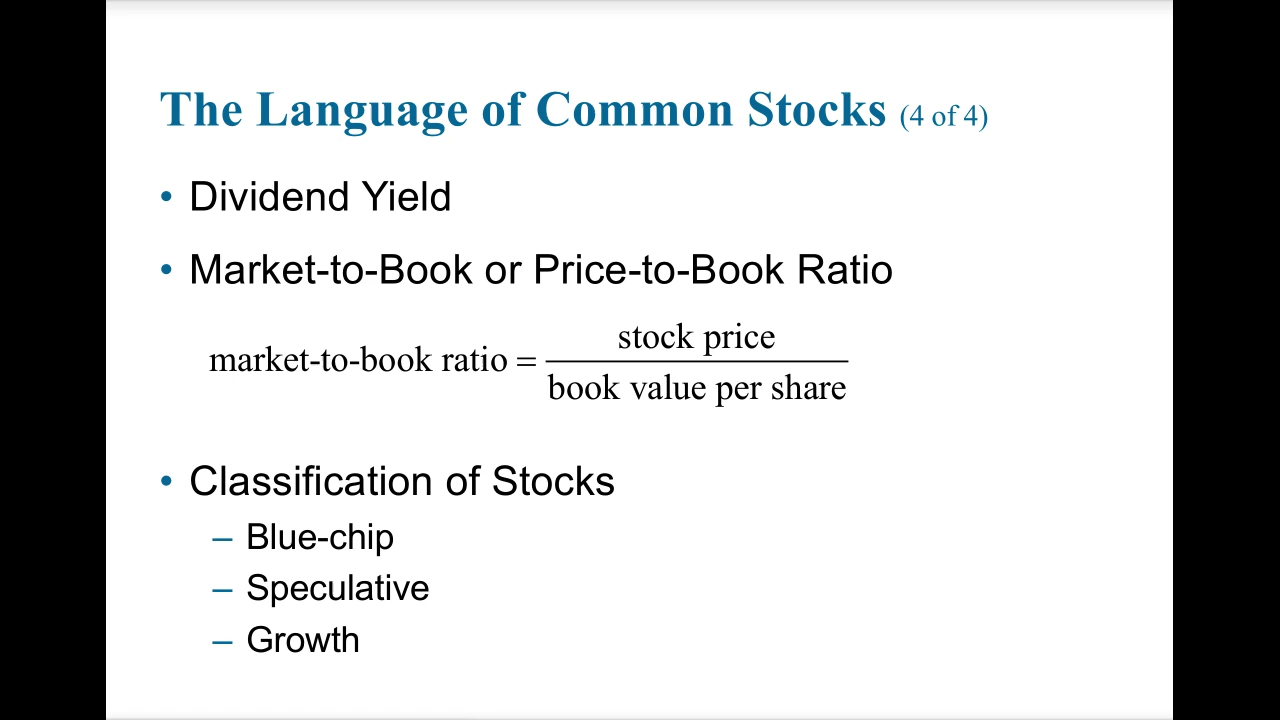 The Language of Common Stocks (4 of 4)
• Dividend Yield
• Market-to-Book or Price-to-Book Ratio
market-to-book ratio = stock price / book value per share
• Classification of Stocks
– Blue-chip
– Speculative
– Growth